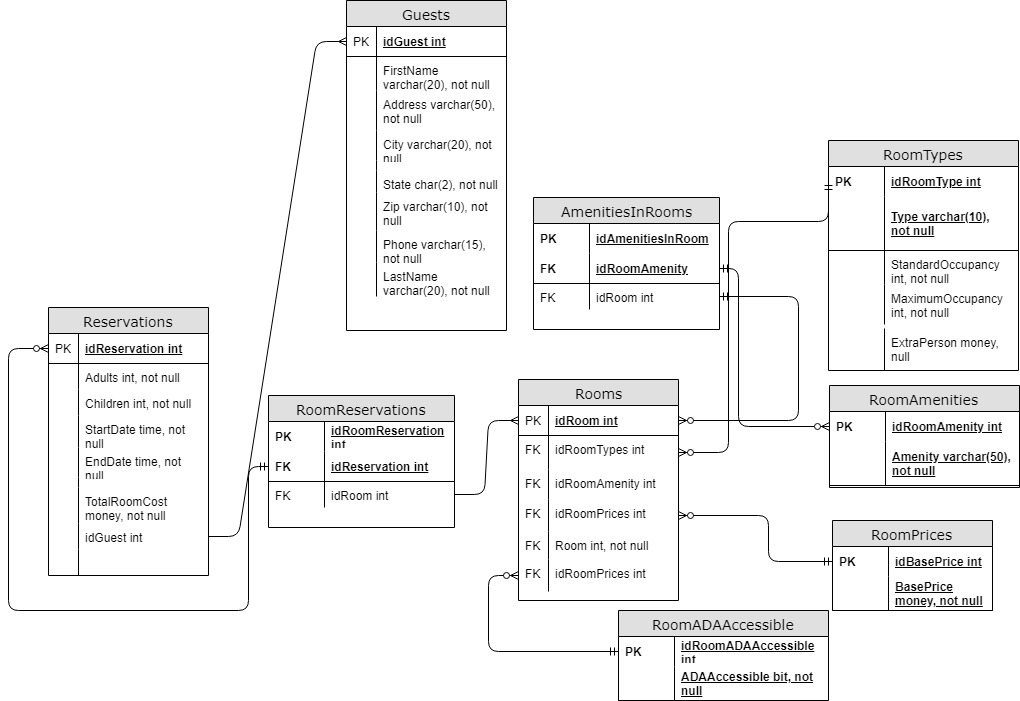 Guests
PK idGuest int
FirstName
varchar(20), not null
Address varchar(50),
not null
City varchar(20), not
null
State char(2), not null
Zip varchar(10), not
null
Phone varchar(15),
not null
LastName
varchar(20), not null
RoomTypes
PK idRoomType int
Type varchar(10),
not null
StandardOccupancy
int, not null
MaximumOccupancy
int, not null
ExtraPerson money,
null
AmenitiesInRooms
PK idAmenitiesInRoom
FK idRoomAmenity
FK idRoom int
Reservations
PK idReservation int
Adults int, not null
Children int, not null
StartDate time, not
null
EndDate time, not
null
TotalRoomCost
money, not null
idGuest int
RoomReservations
PK idRoomReservation
int
FK idReservation int
FK idRoom int
Rooms
PK idRoom int
FK idRoomTypes int
FK idRoomAmenity int
FK idRoomPrices int
FK Room int, not null
FK idRoomPrices int
RoomAmenities
PK idRoomAmenity int
Amenity varchar(50),
not null
RoomPrices
PK idBasePrice int
BasePrice
money, not null
RoomADAAccessible
PK idRoomADAAccessible
int
ADAAccessible bit, not
null